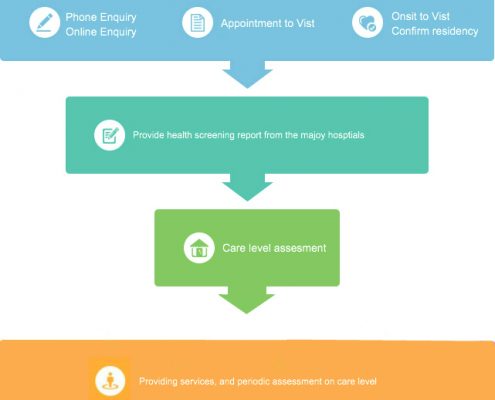 Phone Enquiry
Online Enquiry
Appointment to Vist
Onsit to Vist
Confirm residency
Provide health screening report from the majoy hosptials
Care level assesment
Providing services, and periodic assessment on care level